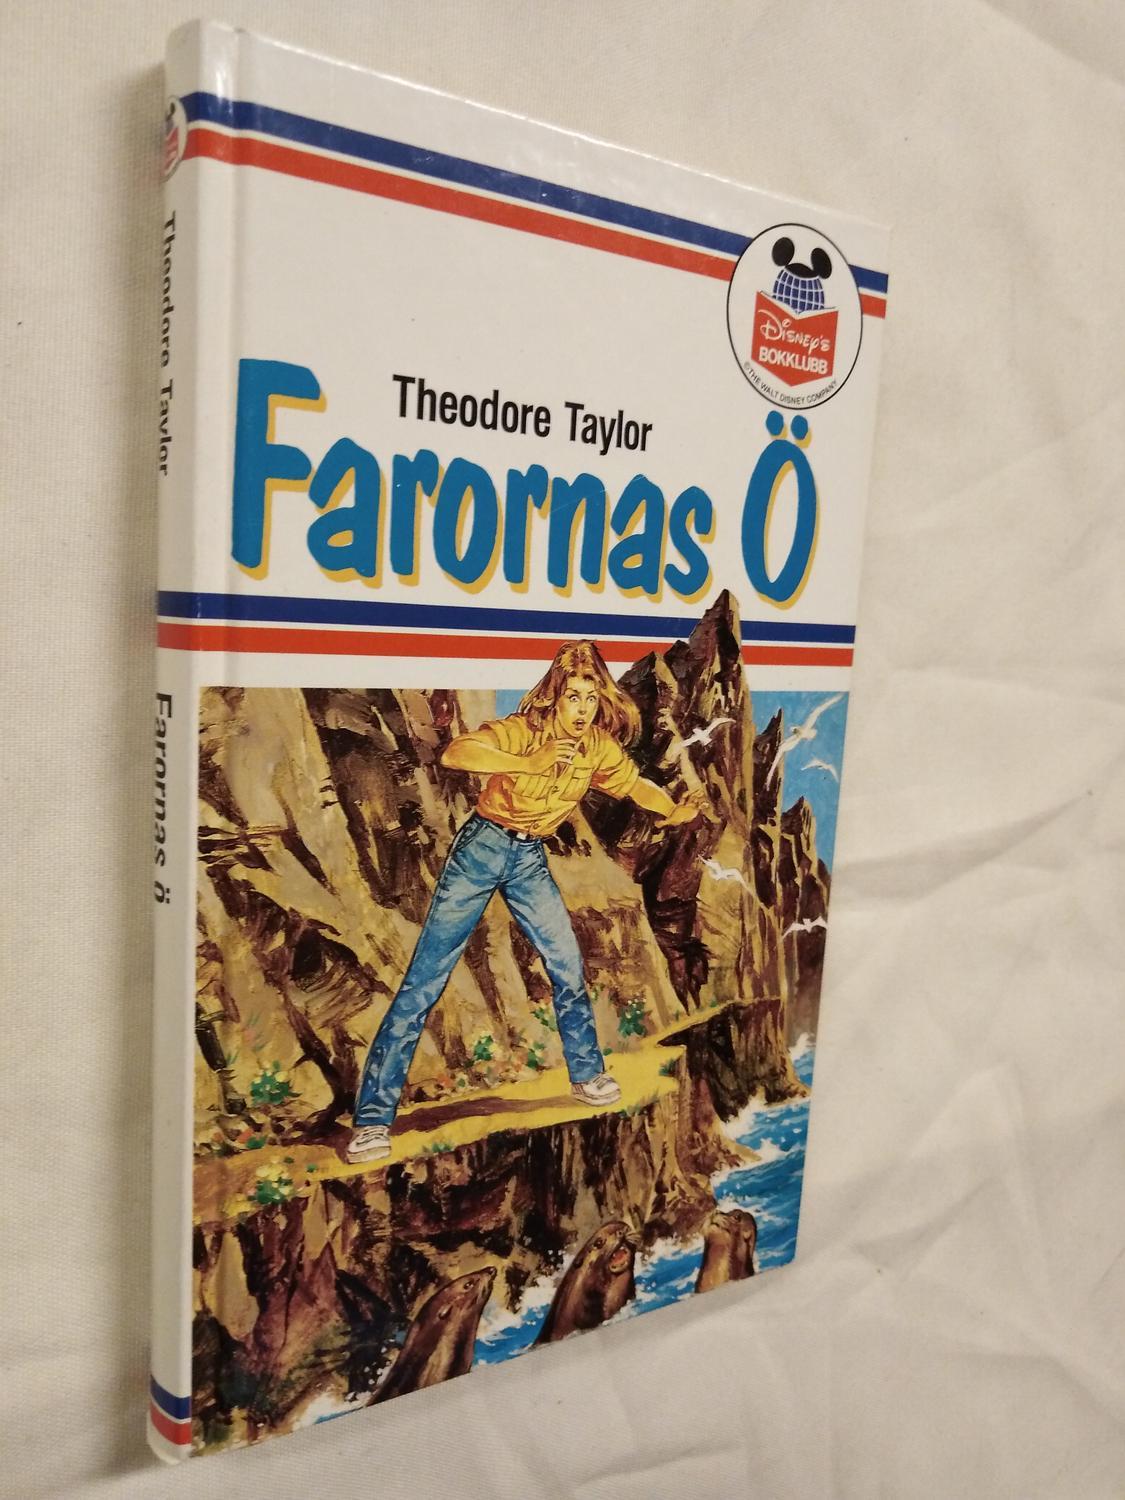 Theodore Taylor
Farornas Ö
Disney's
BOKKLUBB
© THE WALT DISNEY COMPANY
Theodore Taylor
Farornas ö